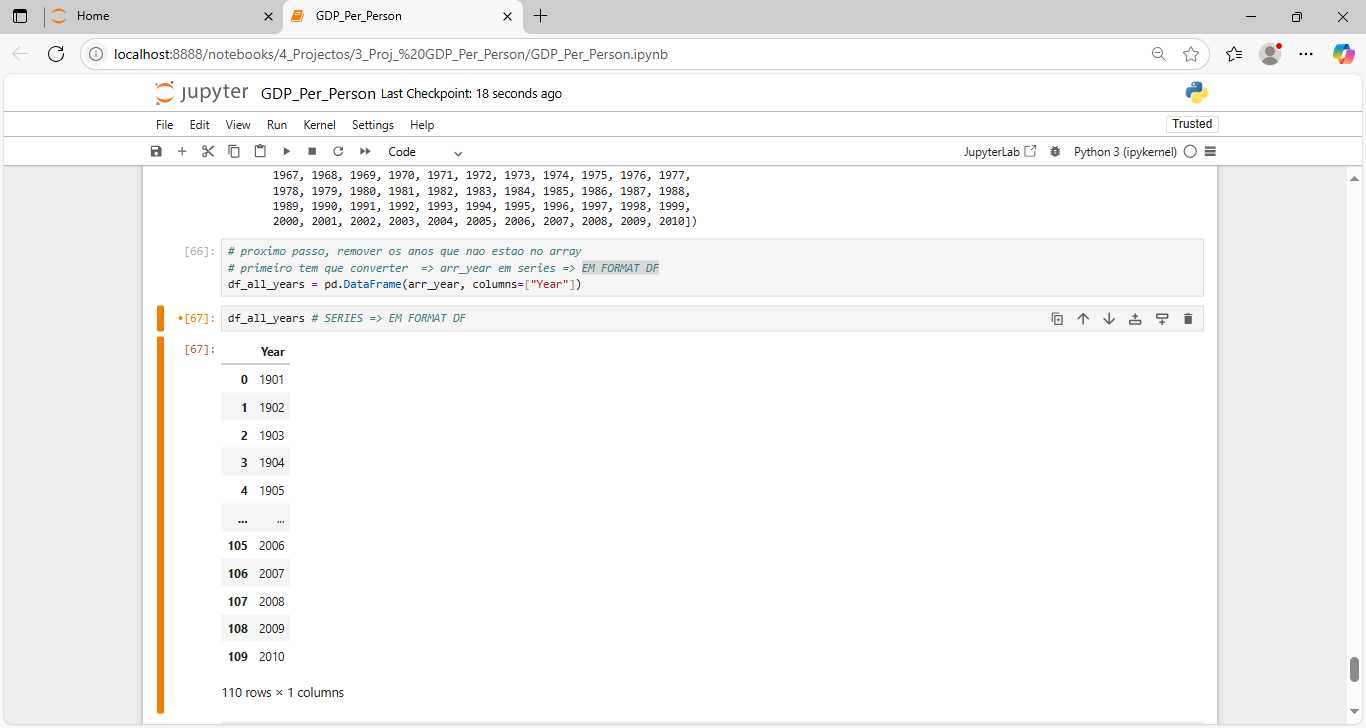 Home
GDP_Per_Person
localhost:8888/notebooks/4_Projectos/3_Proj_%20GDP_Per_Person/GDP_Per_Person.ipynb
jupyter GDP_Per_Person Last Checkpoint: 18 seconds ago
File Edit View Run Kernel Settings Help
Trusted
Code
JupyterLab
Python 3 (ipykernel)
1967, 1968, 1969, 1970, 1971, 1972, 1973, 1974, 1975, 1976, 1977,
1978, 1979, 1980, 1981, 1982, 1983, 1984, 1985, 1986, 1987, 1988,
1989, 1990, 1991, 1992, 1993, 1994, 1995, 1996, 1997, 1998, 1999,
2000, 2001, 2002, 2003, 2004, 2005, 2006, 2007, 2008, 2009, 2010])
[66]: # proximo passo, remover os anos que nao estao no array
# primeiro tem que converter => arr_year em series => EM FORMAT DF
df_all_years = pd.DataFrame(arr_year, columns=["Year"])
•[67]: df_all_years # SERIES => EM FORMAT DF
[67]: Year
0 1901
1 1902
2 1903
3 1904
4 1905
... ...
105 2006
106 2007
107 2008
108 2009
109 2010
110 rows × 1 columns